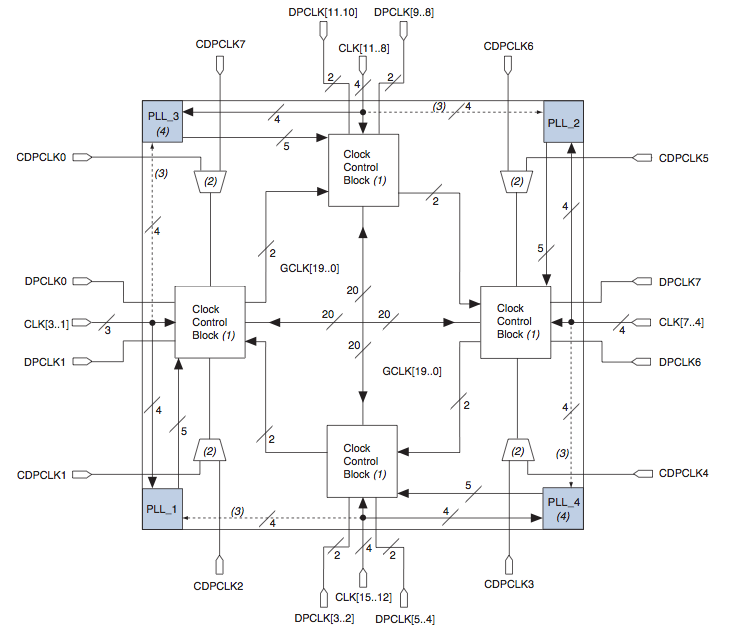 DPCLK[11.10]
DPCLK[9..8]
CDPCLK7
CLK[11..8]
CDPCLK6
2
4
2
PLL_3
(4)
4
(3)
4
PLL_2
5
CDPCLK0
(3)
(2)
Clock
Control
Block (1)
(2)
CDPCLK5
2
4
4
2
5
GCLK[19..0]
DPCLK0
20
DPCLK7
CLK[3..1]
3
Clock
Control
Block (1)
20
20
Clock
Control
Block (1)
4
CLK[7..4]
20
DPCLK1
GCLK[19..0]
DPCLK6
4
5
2
2
4
(2)
Clock
Control
Block (1)
(2)
(3)
CDPCLK1
CDPCLK4
5
PLL_1
(3)
4
4
PLL_4
(4)
2
4
2
CDPCLK2
CDPCLK3
CLK[15..12]
DPCLK[3..2]
DPCLK[5..4]